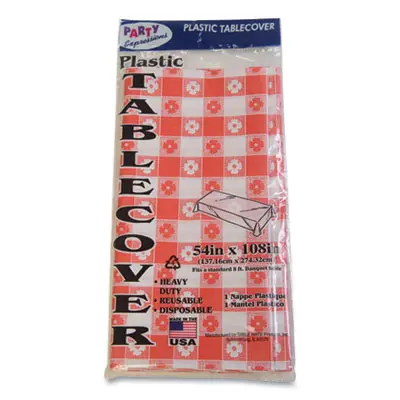 PARTY
Expressions
PLASTIC TABLECOVER
Plastic
TABLECOVER
54in x 108in
(137.16cm x 274.32cm)
Fits a standard 8 ft. Banquet table
• HEAVY
DUTY
• REUSABLE
• DISPOSABLE
1 Nappe Plastique
1 Mantel Plastico
MADE IN THE
USA